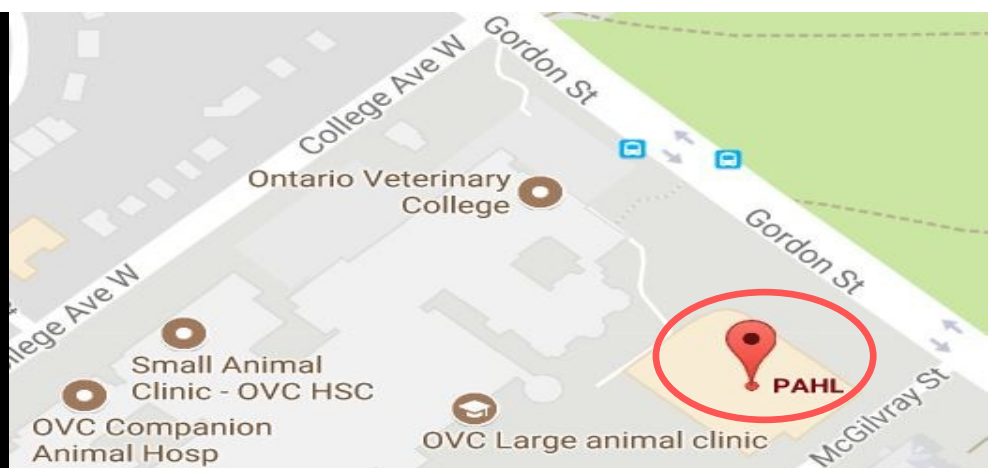 Gordon St
College Ave W
Ontario Veterinary
College
Gordon St
College Ave W
Small Animal
Clinic - OVC HSC
PAHL
McGilvray St
OVC Companion
Animal Hosp
OVC Large animal clinic